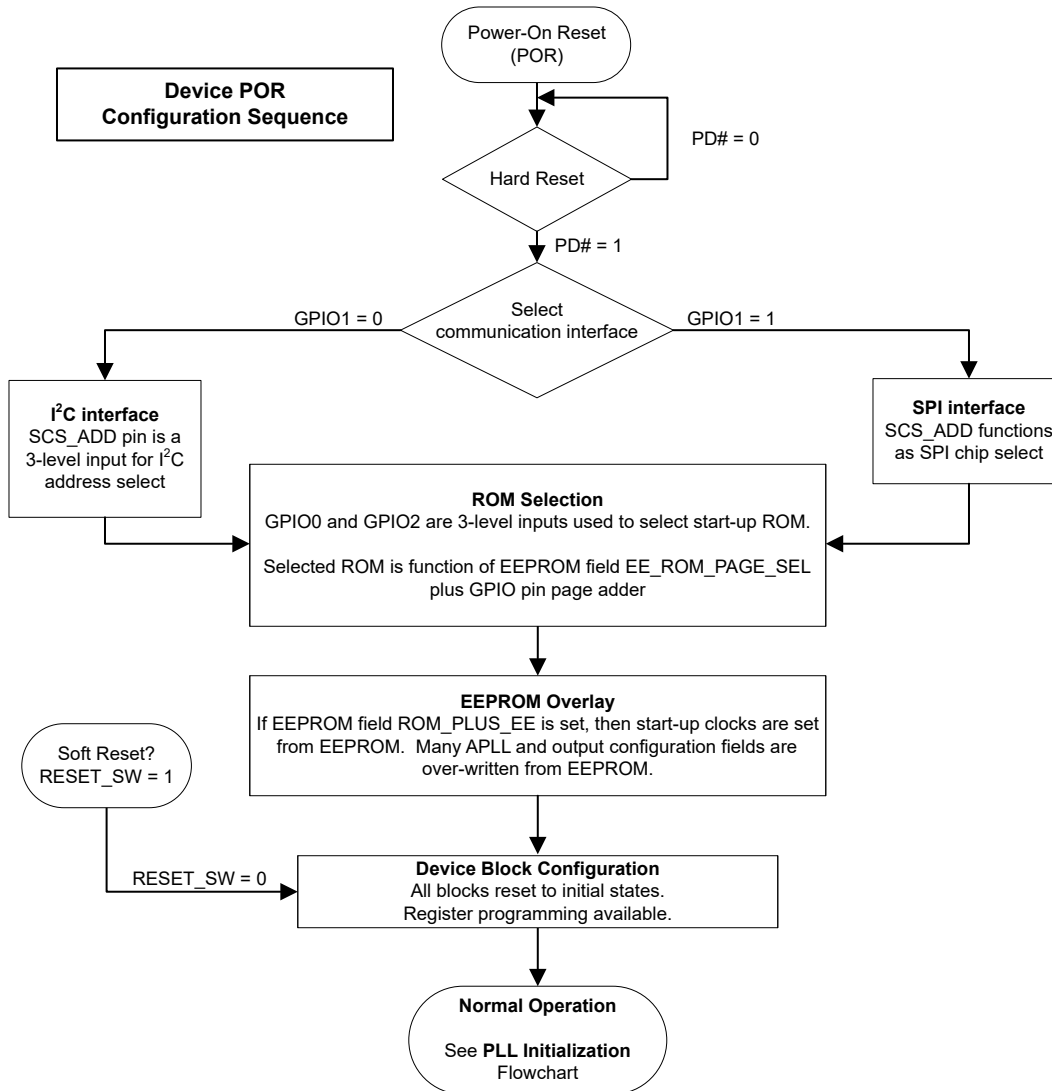 Power-On Reset
(POR)
Device POR
Configuration Sequence
PD# = 0
Hard Reset
PD# = 1
Select
communication interface
GPIO1 = 0
GPIO1 = 1
I²C interface
SCS_ADD pin is a
3-level input for I²C
address select
SPI interface
SCS_ADD functions
as SPI chip select
ROM Selection
GPIO0 and GPIO2 are 3-level inputs used to select start-up ROM.
Selected ROM is function of EEPROM field EE_ROM_PAGE_SEL
plus GPIO pin page adder
EEPROM Overlay
If EEPROM field ROM_PLUS_EE is set, then start-up clocks are set
from EEPROM. Many APLL and output configuration fields are
over-written from EEPROM.
Soft Reset?
RESET_SW = 1
RESET_SW = 0
Device Block Configuration
All blocks reset to initial states.
Register programming available.
Normal Operation
See PLL Initialization
Flowchart